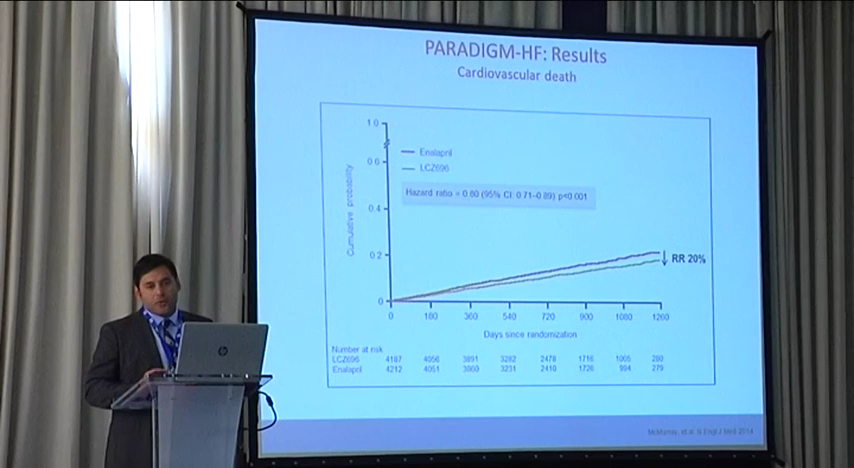 PARADIGM-HF: Results
Cardiovascular death
1.0
0.6
0.4
0.2
0
Cumulative probability
Enalapril
LCZ696
Hazard ratio = 0.80 (95% CI: 0.71–0.89) p<0.001
RR 20%
0 180 360 540 720 900 1080 1260
Days since randomization
Number at risk
LCZ696 4187 4056 3891 3282 2478 1716 1005 280
Enalapril 4212 4051 3860 3231 2410 1726 994 279
McMurray, et al. N Engl J Med 2014
hp